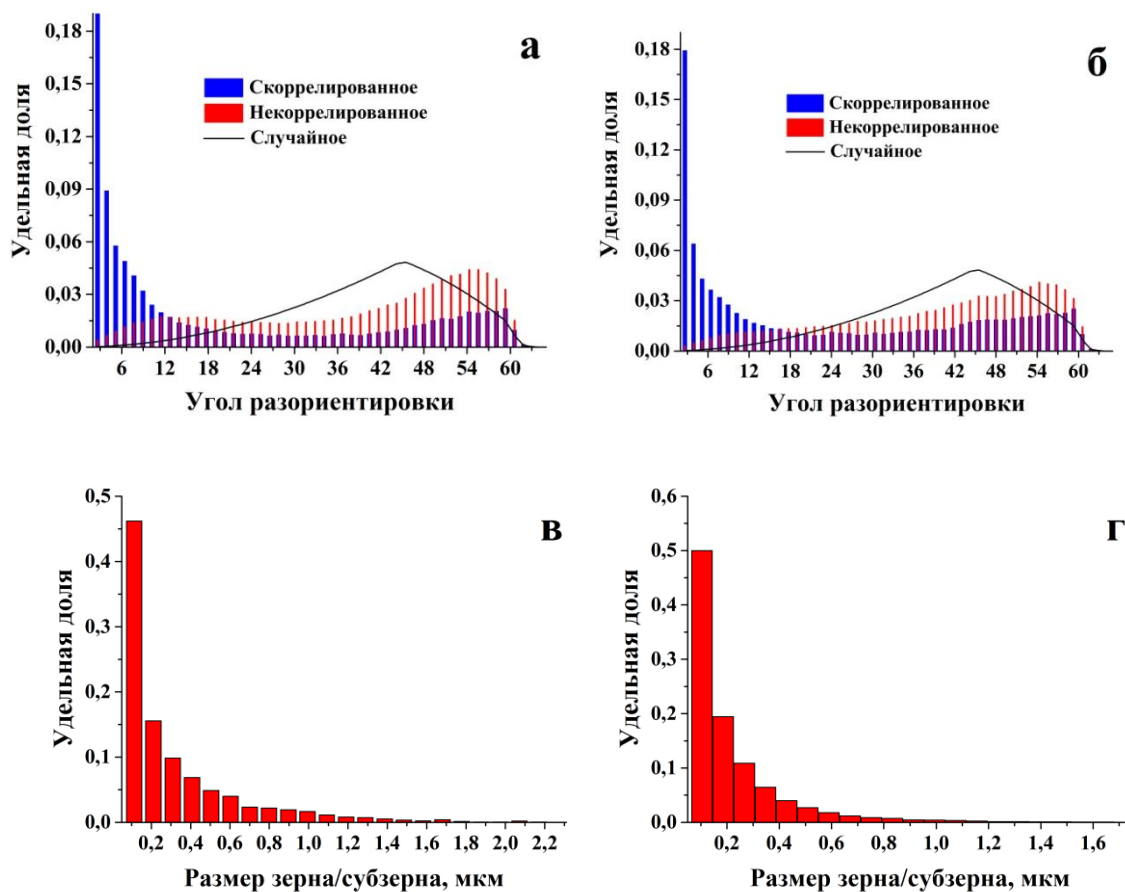 а
0,18
0,15
0,12
0,09
0,06
0,03
0,00
Удельная доля
Скоррелированное
Некоррелированное
Случайное
6 12 18 24 30 36 42 48 54 60
Угол разориентировки
б
0,18
0,15
0,12
0,09
0,06
0,03
0,00
Удельная доля
Скоррелированное
Некоррелированное
Случайное
6 12 18 24 30 36 42 48 54 60
Угол разориентировки
в
0,5
0,4
0,3
0,2
0,1
0,0
Удельная доля
0,2 0,4 0,6 0,8 1,0 1,2 1,4 1,6 1,8 2,0 2,2
Размер зерна/субзерна, мкм
г
0,6
0,5
0,4
0,3
0,2
0,1
0,0
Удельная доля
0,2 0,4 0,6 0,8 1,0 1,2 1,4 1,6
Размер зерна/субзерна, мкм